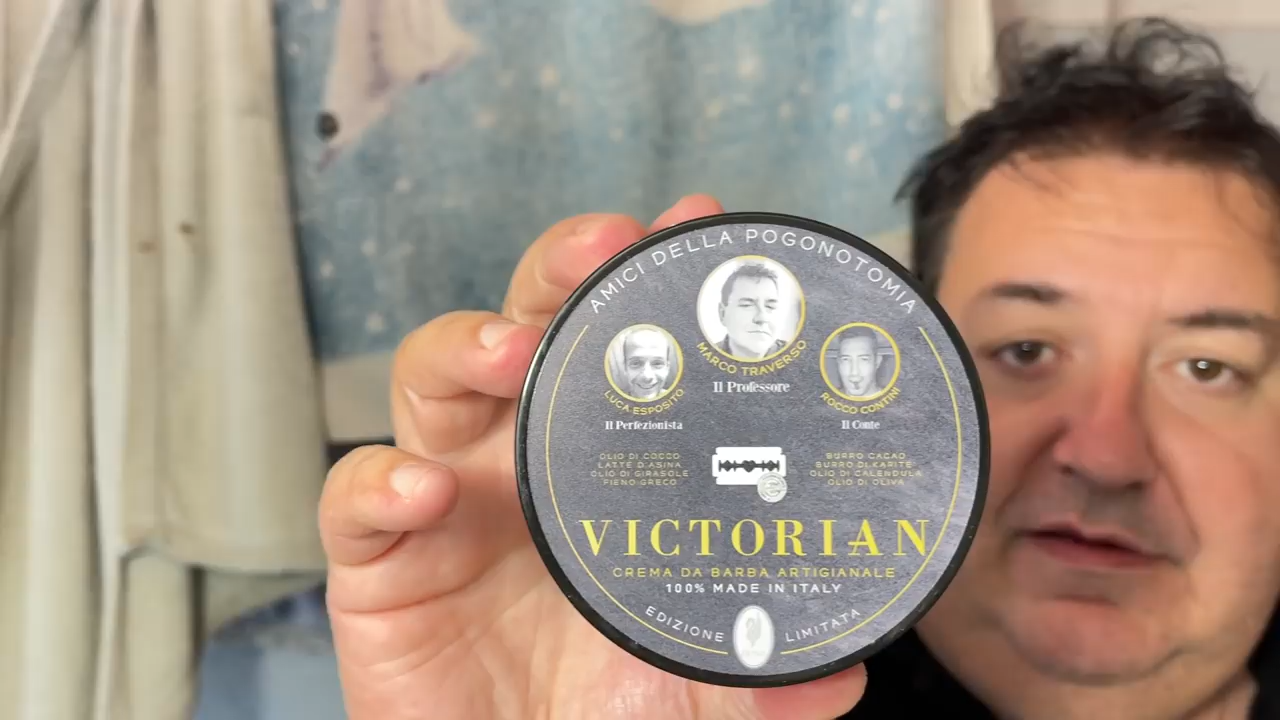 AMICI DELLA POGONOTOMIA
MARCO TRAVERSO
Il Professore
LUCA ESPOSITO
Il Perfezionista
ROCCO CONTINI
Il Conte
OLIO DI COCCO
LATTE D'ASINA
OLIO DI GIRASOLE
FIENO GRECO
BURRO CACAO
BURRO DI KARITE
OLIO DI CALENDULA
OLIO DI OLIVA
VICTORIAN
CREMA DA BARBA ARTIGIANALE
100% MADE IN ITALY
EDIZIONE LIMITATA